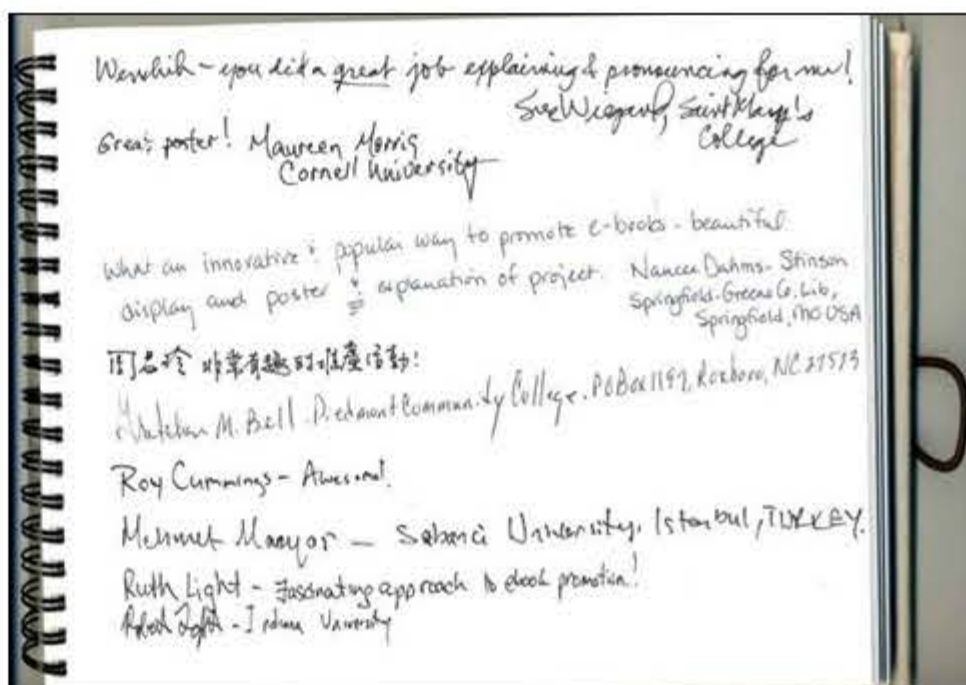 Wenchih - you did a great job explaining & pronouncing for me!
Sue Wiegand, Saint Mary's
College
Great poster! Maureen Morris
Cornell University
What an innovative & popular way to promote e-books - beautiful
display and poster & explanation of project. Nancee Dahms-Stinson
Springfield-Greene Co. Lib,
Springfield, MO USA
非常有趣的推廣活動!
M. Bell. Piedmont Community College. PO Box 1197, Roxboro, NC 27573
Roy Cummings - Awesome!
Mehmet - Sabanci University, Istanbul, TURKEY.
Ruth Light - Fascinating approach to ebook promotion!
Robert Light - Indiana University